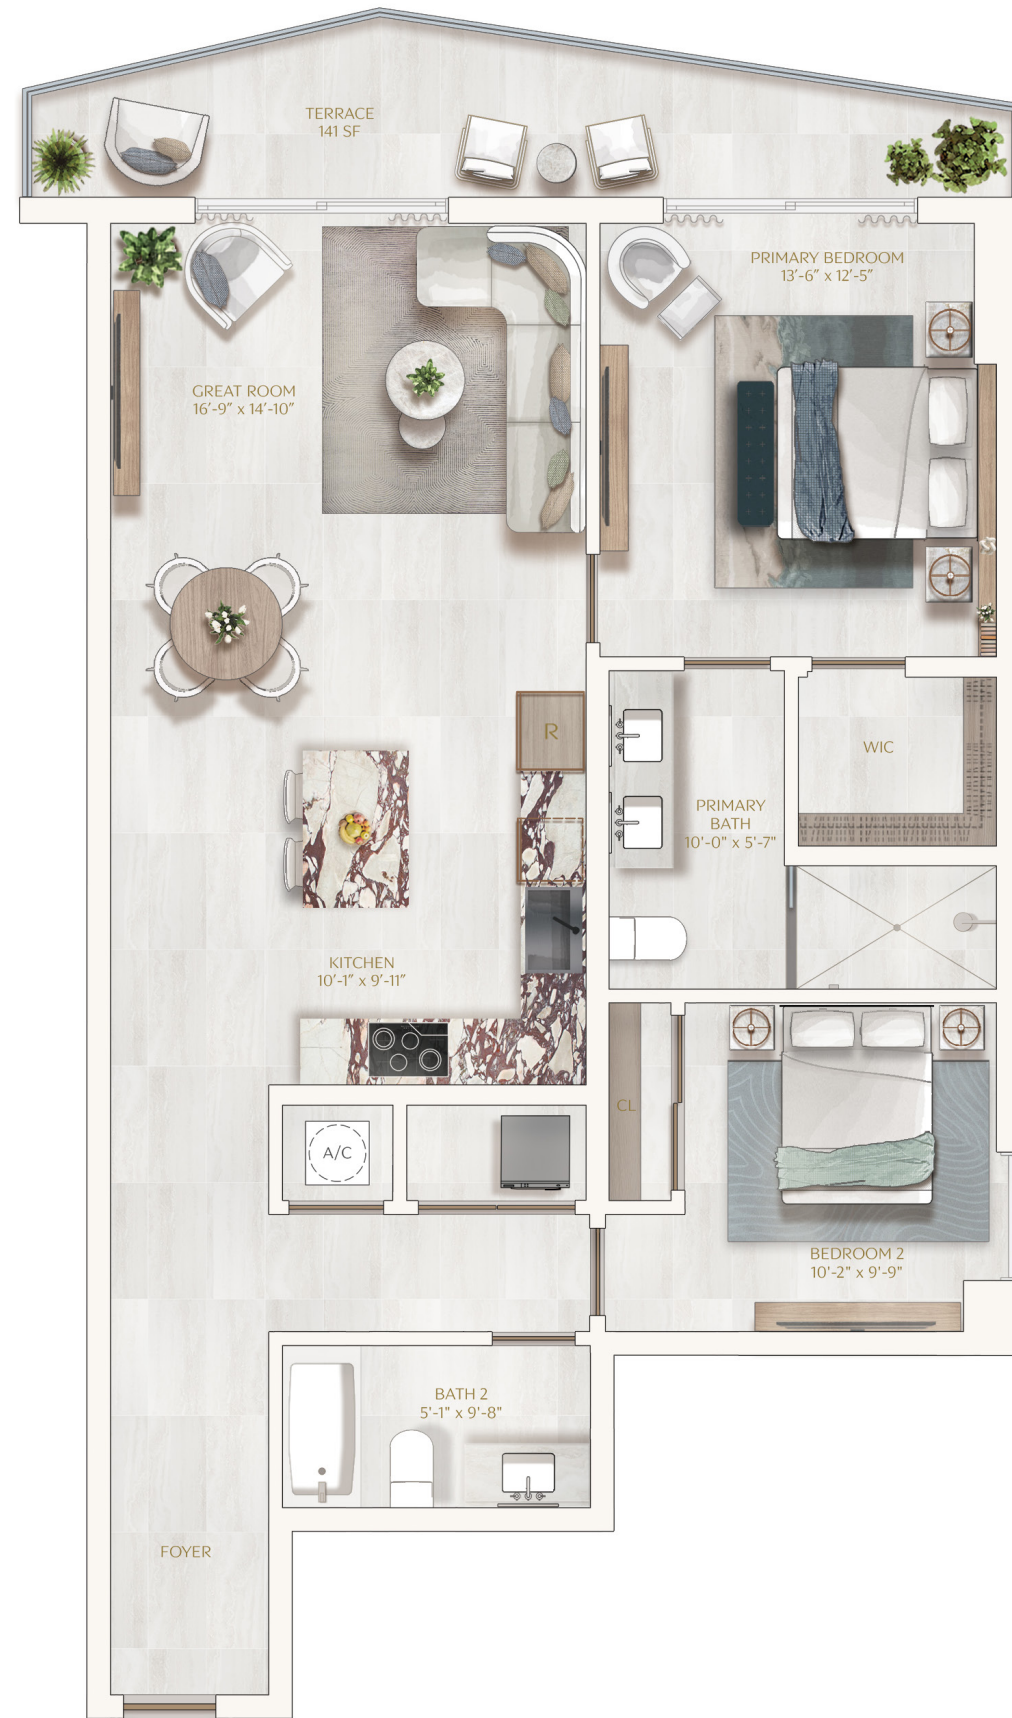 TERRACE
141 SF
PRIMARY BEDROOM
13'-6" x 12'-5"
GREAT ROOM
16'-9" x 14'-10"
R
WIC
PRIMARY
BATH
10'-0" x 5'-7"
KITCHEN
10'-1" x 9'-11"
CL
A/C
BEDROOM 2
10'-2" x 9'-9"
BATH 2
5'-1" x 9'-8"
FOYER